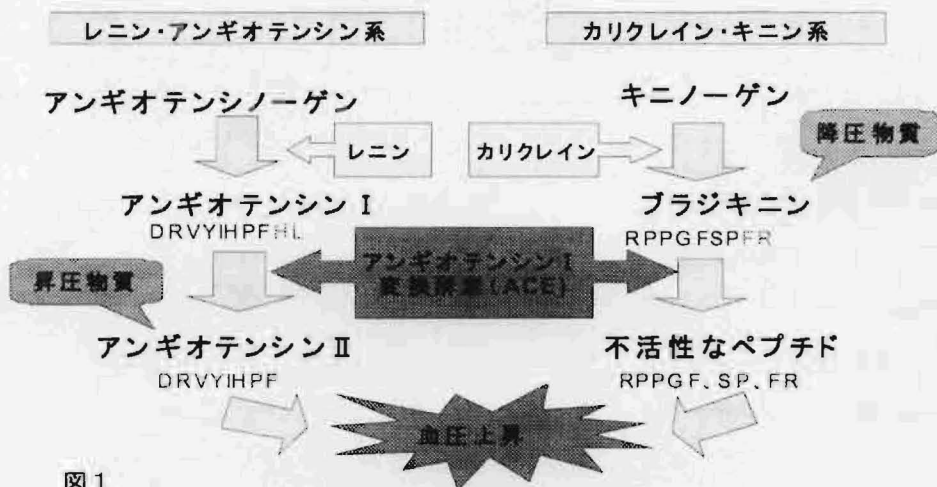 レニン・アンギオテンシン系
カリクレイン・キニン系
アンギオテンシノーゲン
キニノーゲン
降圧物質
レニン
カリクレイン
アンギオテンシンⅠ
DRVYIHPFHL
ブラジキニン
RPPGFSPFR
アンギオテンシンⅠ
変換酵素(ACE)
昇圧物質
アンギオテンシンⅡ
DRVYIHPF
不活性なペプチド
RPPGF、SP、FR
血圧上昇
図1